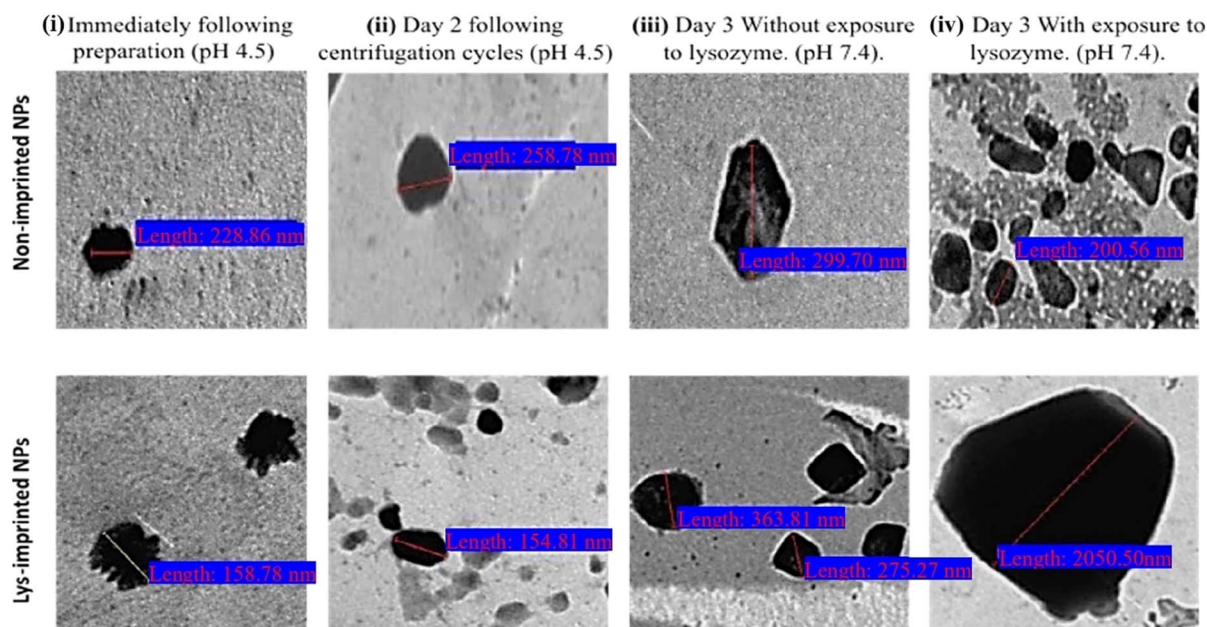 (i) Immediately following
preparation (pH 4.5)
(ii) Day 2 following
centrifugation cycles (pH 4.5)
(iii) Day 3 Without exposure
to lysozyme. (pH 7.4).
(iv) Day 3 With exposure to
lysozyme. (pH 7.4).
Non-imprinted NPs
Length: 228.86 nm
Length: 258.78 nm
Length: 299.70 nm
Length: 200.56 nm
Lys-imprinted NPs
Length: 158.78 nm
Length: 154.81 nm
Length: 363.81 nm
Length: 275.27 nm
Length: 2050.50nm